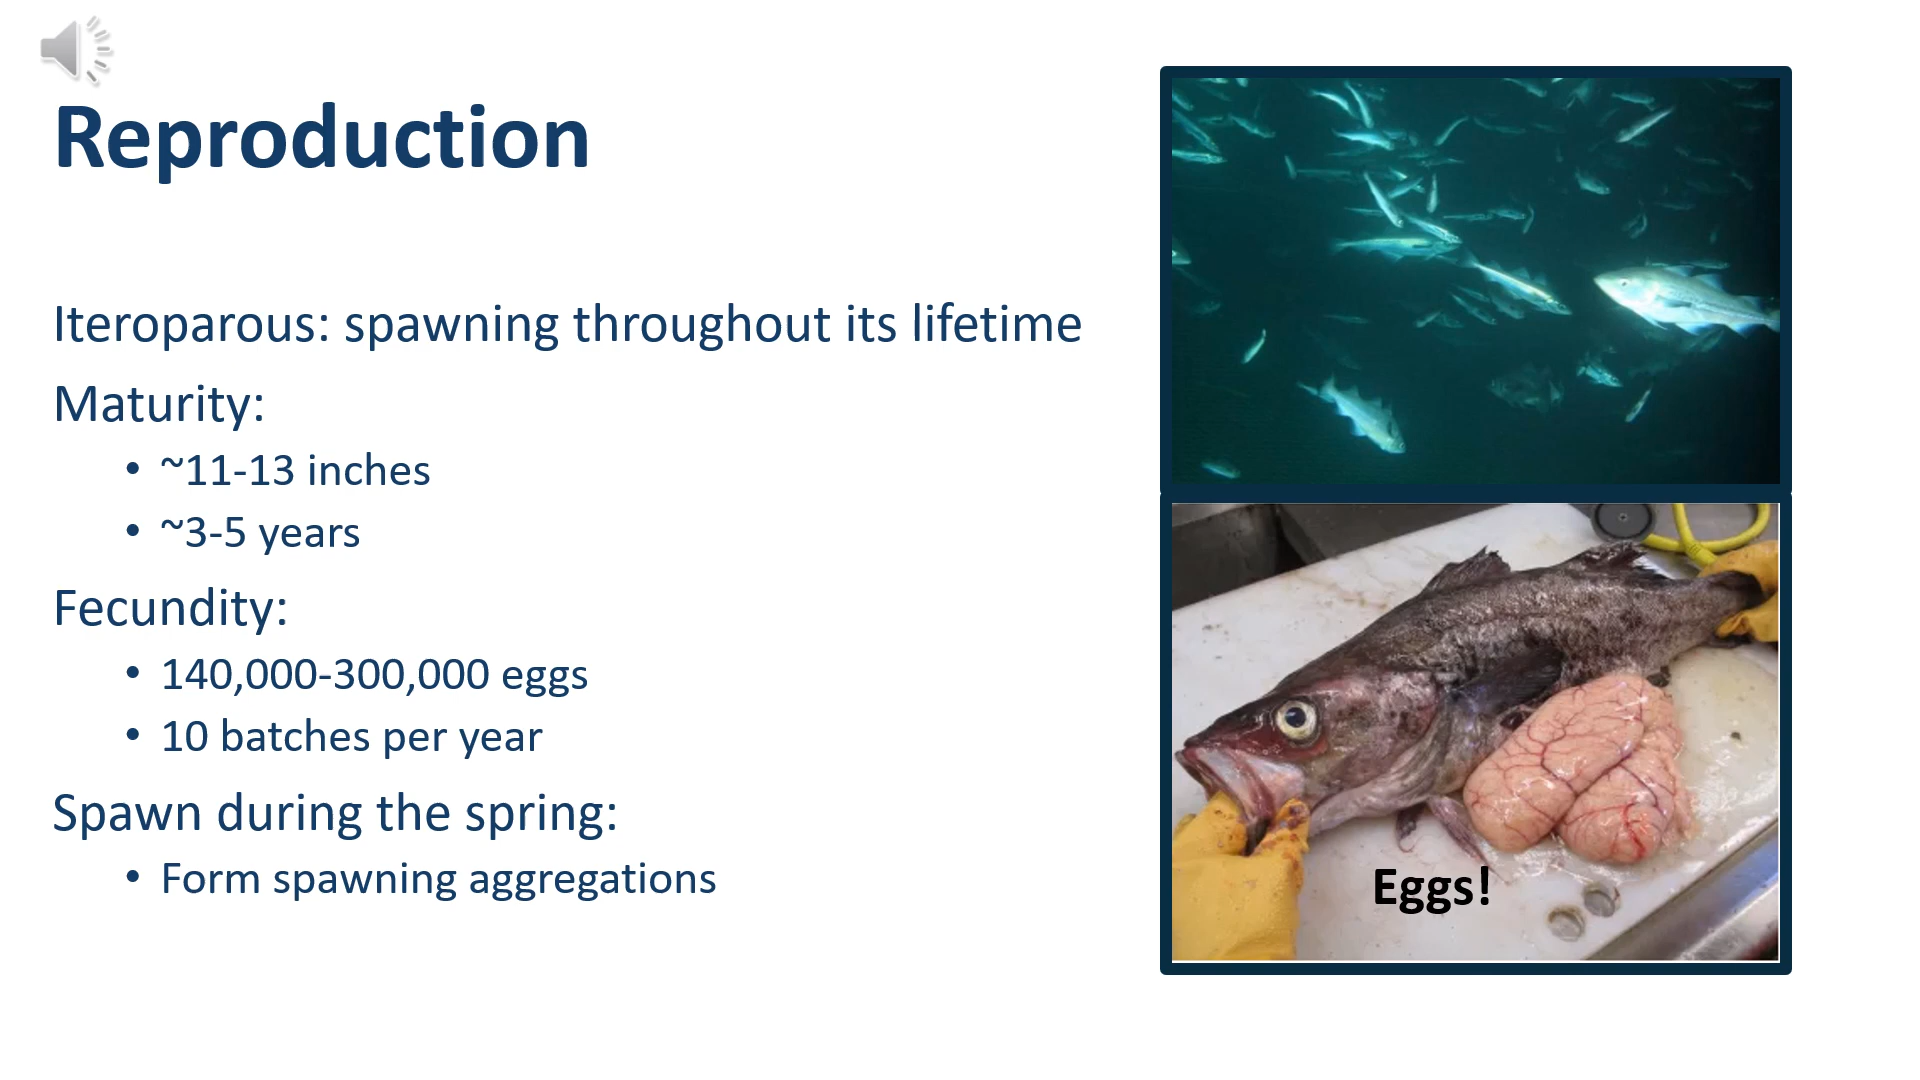 Reproduction
Iteroparous: spawning throughout its lifetime
Maturity:
• ~11-13 inches
• ~3-5 years
Fecundity:
• 140,000-300,000 eggs
• 10 batches per year
Spawn during the spring:
• Form spawning aggregations
Eggs!